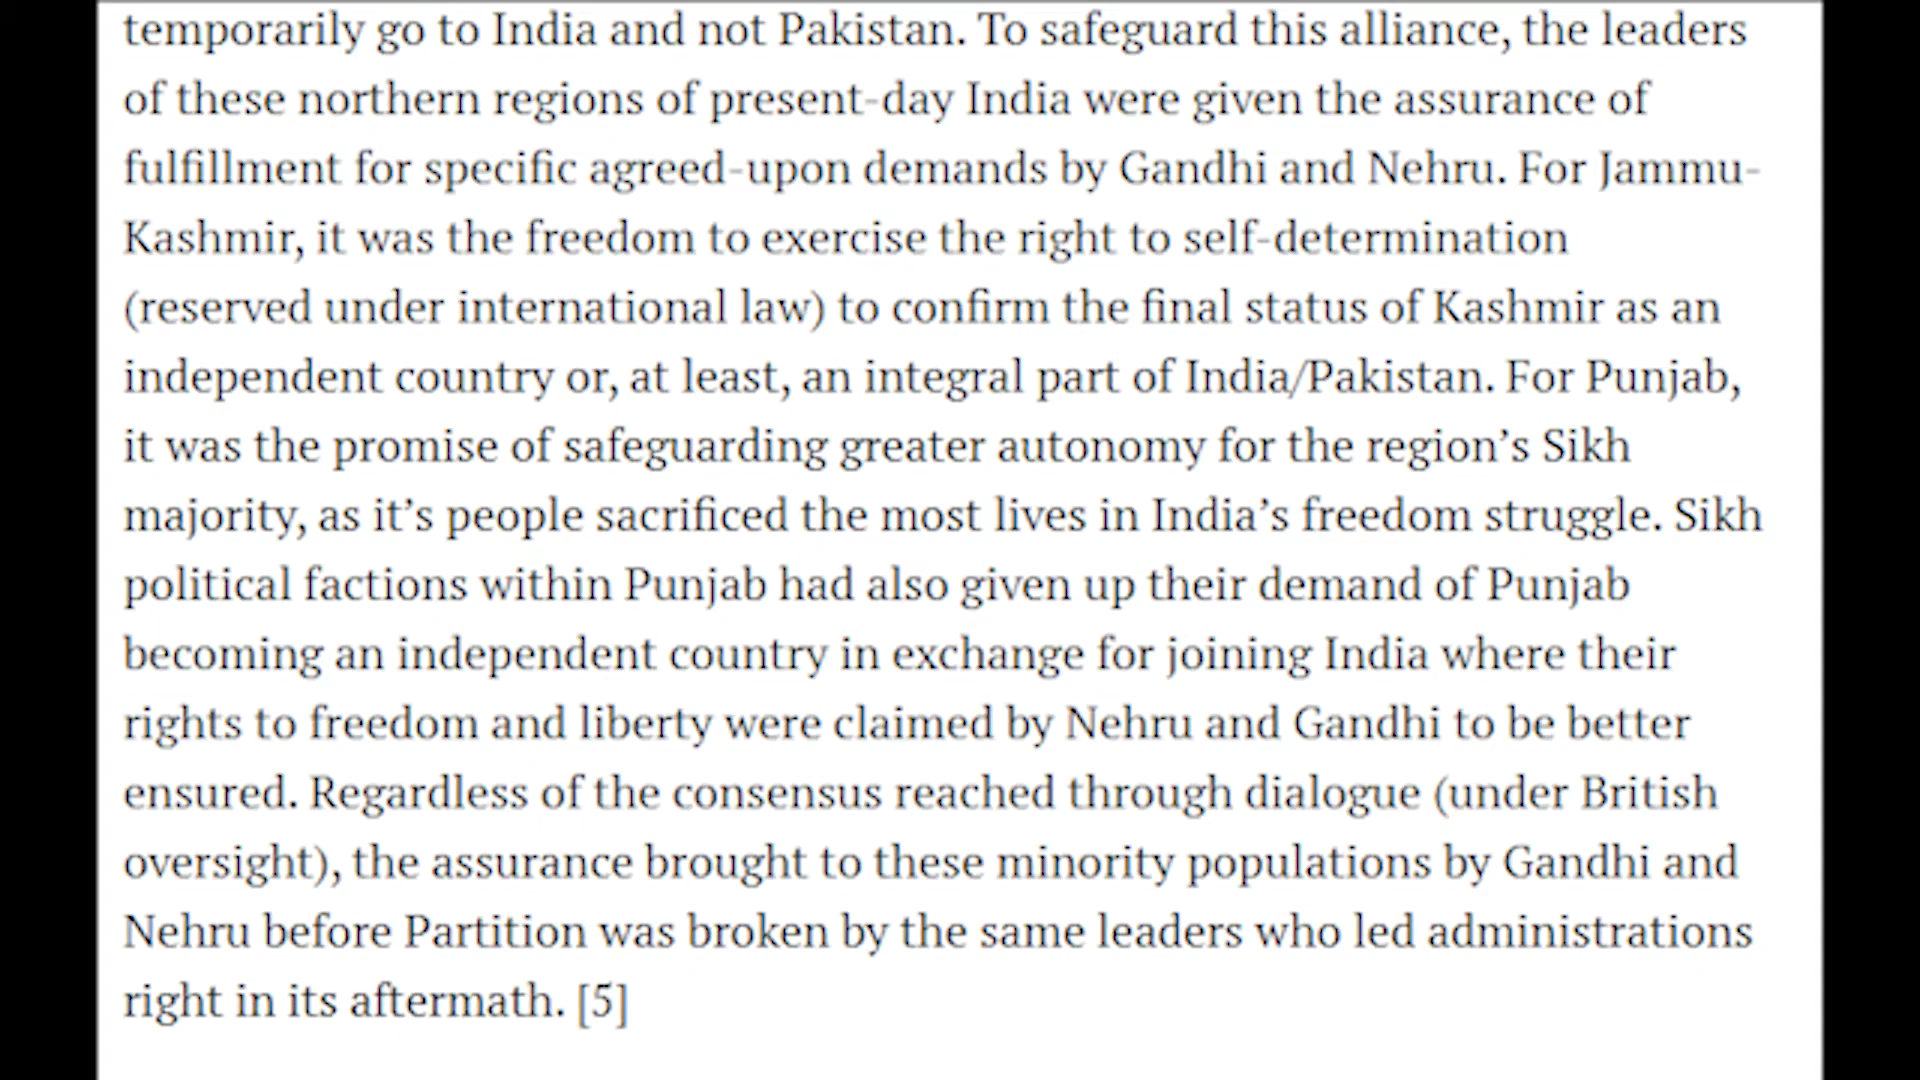 temporarily go to India and not Pakistan. To safeguard this alliance, the leaders
of these northern regions of present-day India were given the assurance of
fulfillment for specific agreed-upon demands by Gandhi and Nehru. For Jammu-
Kashmir, it was the freedom to exercise the right to self-determination
(reserved under international law) to confirm the final status of Kashmir as an
independent country or, at least, an integral part of India/Pakistan. For Punjab,
it was the promise of safeguarding greater autonomy for the region’s Sikh
majority, as it’s people sacrificed the most lives in India’s freedom struggle. Sikh
political factions within Punjab had also given up their demand of Punjab
becoming an independent country in exchange for joining India where their
rights to freedom and liberty were claimed by Nehru and Gandhi to be better
ensured. Regardless of the consensus reached through dialogue (under British
oversight), the assurance brought to these minority populations by Gandhi and
Nehru before Partition was broken by the same leaders who led administrations
right in its aftermath. [5]